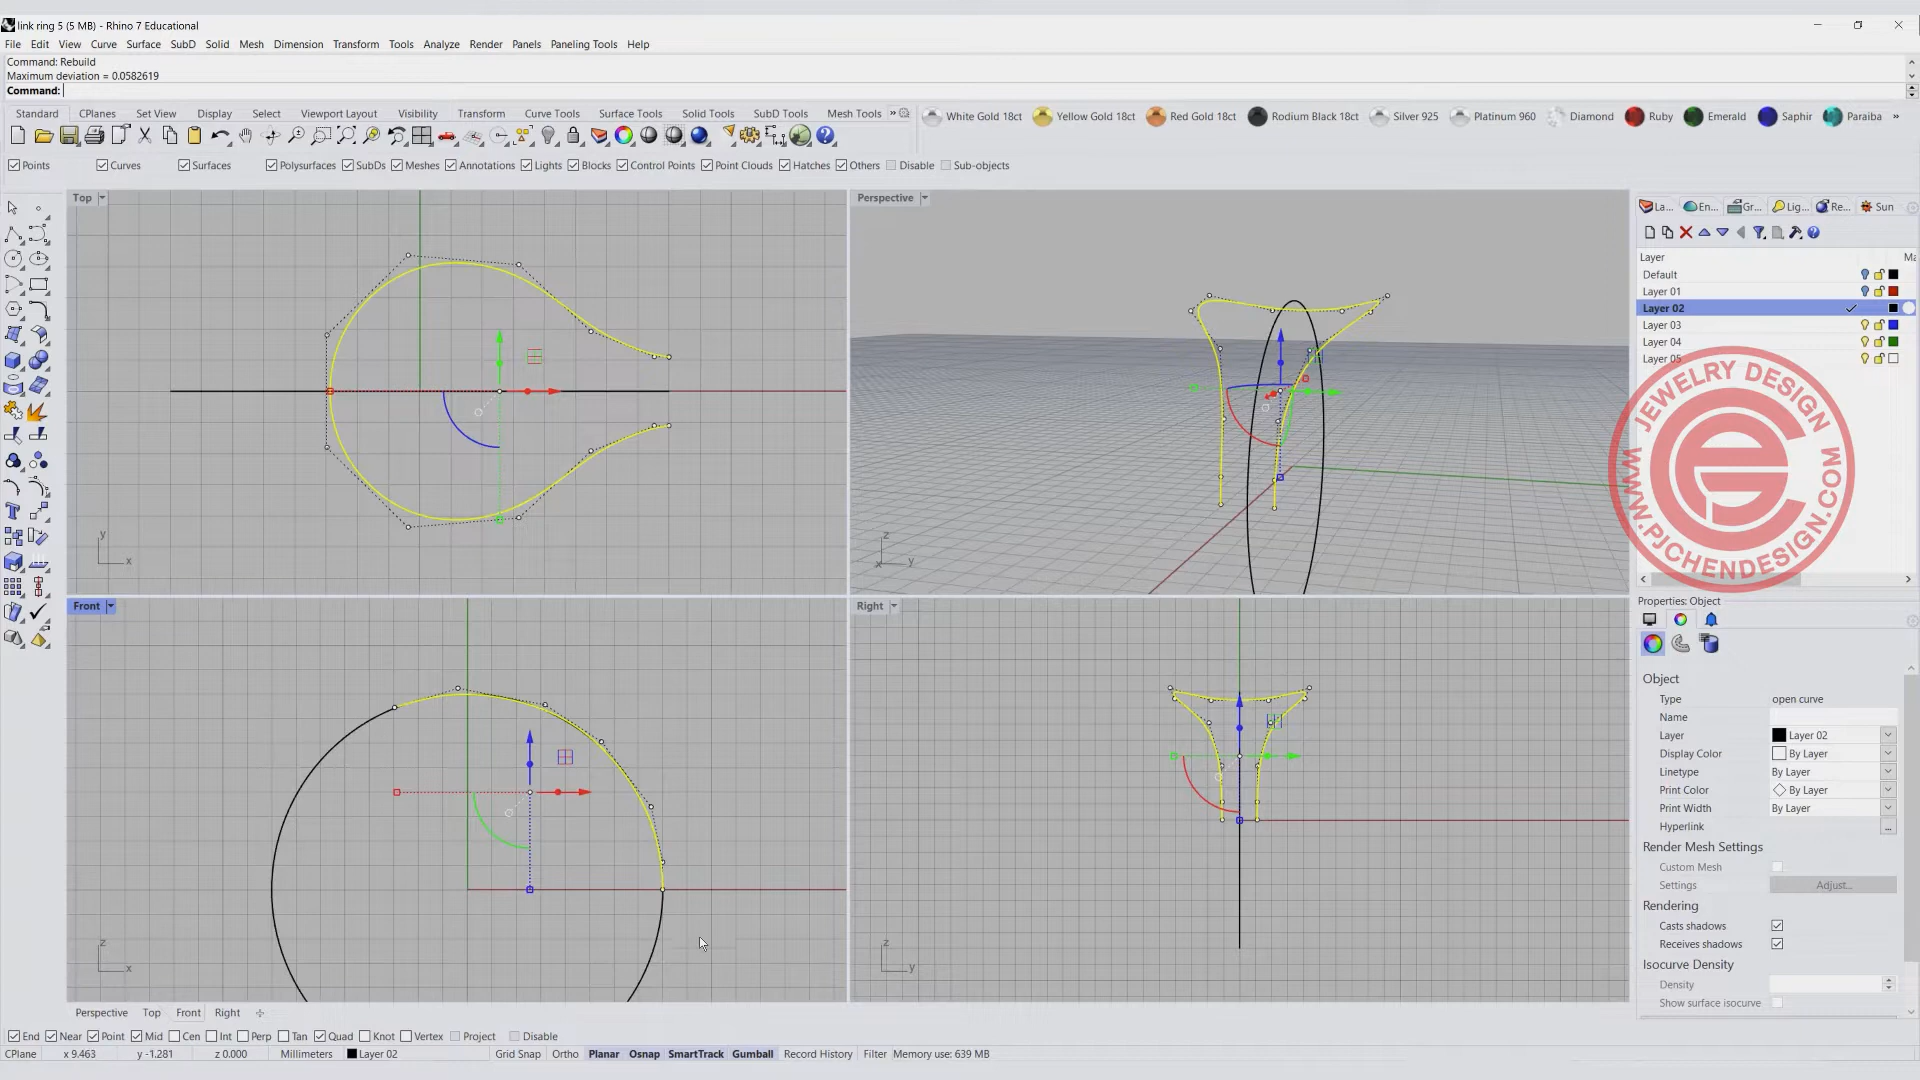 link ring 5 (5 MB) - Rhino 7 Educational
File Edit View Curve Surface SubD Solid Mesh Dimension Transform Tools Analyze Render Panels Paneling Tools Help
Command: Rebuild
Maximum deviation = 0.0582619
Command:
Standard CPlanes Set View Display Select Viewport Layout Visibility Transform Curve Tools Surface Tools Solid Tools SubD Tools Mesh Tools »
White Gold 18ct Yellow Gold 18ct Red Gold 18ct Rodium Black 18ct Silver 925 Platinum 960 Diamond Ruby Emerald Saphir Paraiba »
Points Curves Surfaces Polysurfaces SubDs Meshes Annotations Lights Blocks Control Points Point Clouds Hatches Others Disable Sub-objects
Top
Perspective
La... En... Gr... Lig... Re... Sun
Layer Ma
Default
Layer 01
Layer 02
Layer 03
Layer 04
Layer 05
JEWELRY DESIGN
WWW.PJCHENDESIGN.COM
y x
z x y
Front
Right
z x
z y
Properties: Object
Object
Type open curve
Name
Layer Layer 02
Display Color By Layer
Linetype By Layer
Print Color By Layer
Print Width By Layer
Hyperlink ...
Render Mesh Settings
Custom Mesh
Settings Adjust...
Rendering
Casts shadows
Receives shadows
Isocurve Density
Density
Show surface isocurve
Perspective Top Front Right
End Near Point Mid Cen Int Perp Tan Quad Knot Vertex Project Disable
CPlane x 9.463 y -1.281 z 0.000 Millimeters Layer 02 Grid Snap Ortho Planar Osnap SmartTrack Gumball Record History Filter Memory use: 639 MB